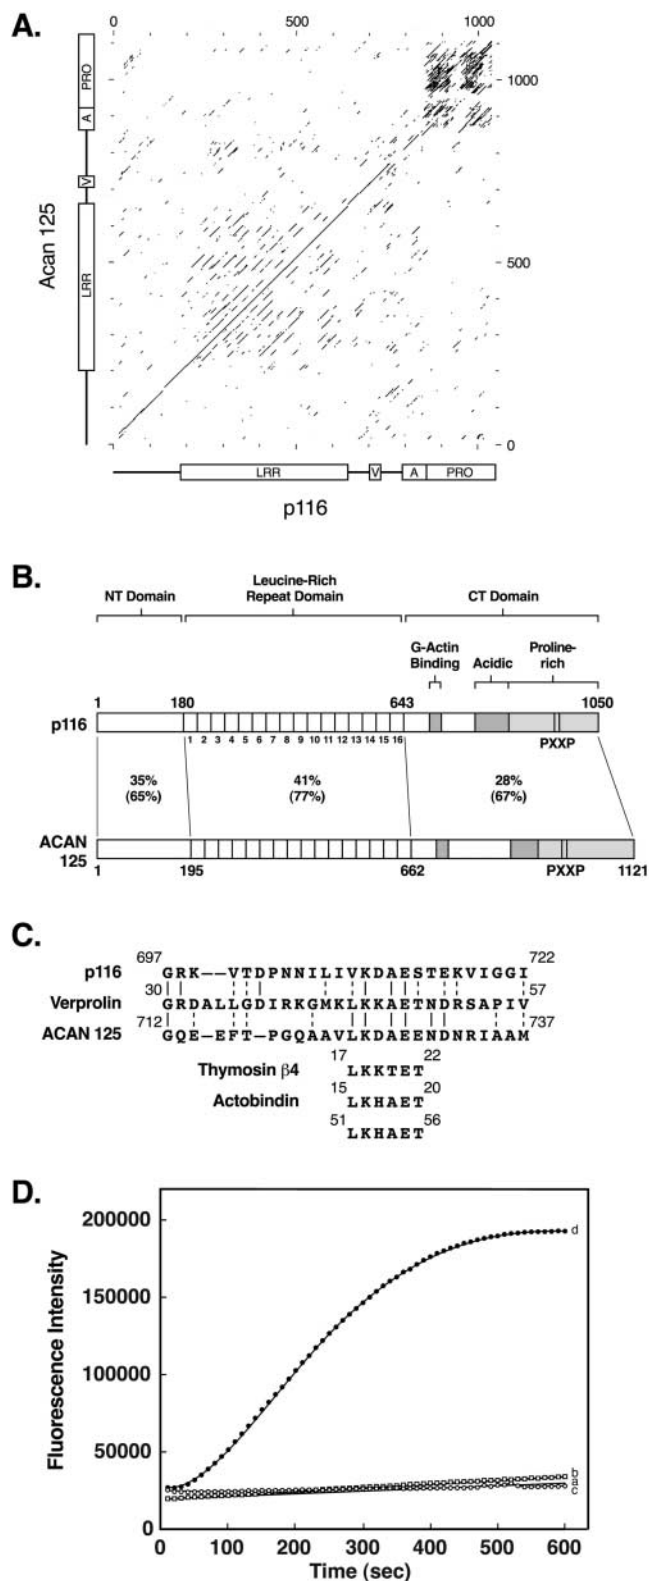 A.
0 500 1000
PRO
A
V
LRR
Acan 125
1000
500
0
LRR V A PRO
p116
B.
NT Domain
Leucine-Rich
Repeat Domain
CT Domain
G-Actin
Binding
Acidic
Proline-
rich
1 180 643 1050
p116
1 2 3 4 5 6 7 8 9 10 11 12 13 14 15 16
PXXP
35%
(65%)
41%
(77%)
28%
(67%)
ACAN
125
PXXP
1 195 662 1121
C.
697 722
p116 GRK——VTDPNNILIVKDAESTEKVIGGI
30 57
Verprolin GRDALLGDIRKGMKLKKAETNDRSAPIV
712 737
ACAN 125 GQE—EFT—PGQAAVLKDAEENDNRIAAM
17 22
Thymosin β4 LKKTET
15 20
Actobindin LKHAET
51 56
LKHAET
D.
Fluorescence Intensity
200000
150000
100000
50000
0
d
b
a
c
0 100 200 300 400 500 600
Time (sec)